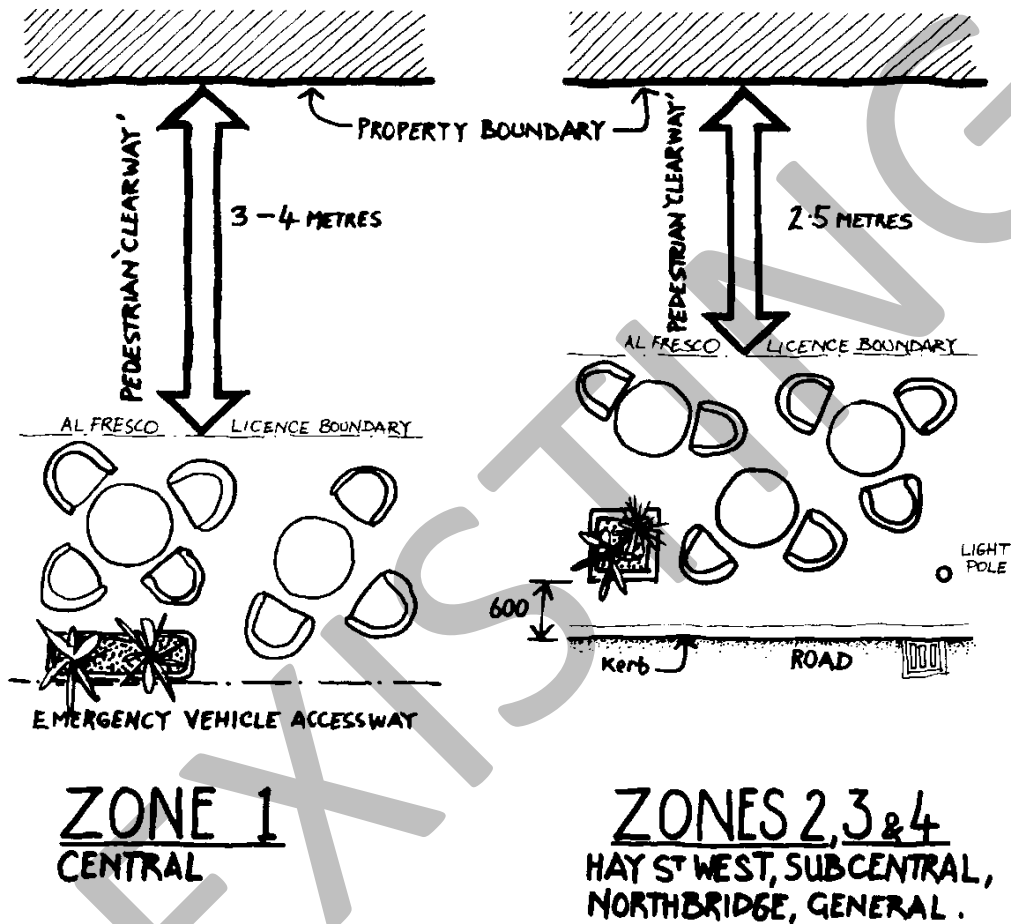 PROPERTY BOUNDARY
PEDESTRIAN 'CLEARWAY'
3-4 METRES
AL FRESCO LICENCE BOUNDARY
EMERGENCY VEHICLE ACCESSWAY
ZONE 1
CENTRAL
PEDESTRIAN 'CLEARWAY'
2.5 METRES
AL FRESCO LICENCE BOUNDARY
LIGHT
POLE
600
Kerb
ROAD
ZONES 2,3 & 4
HAY ST WEST, SUBCENTRAL,
NORTHBRIDGE, GENERAL.
EXISTING